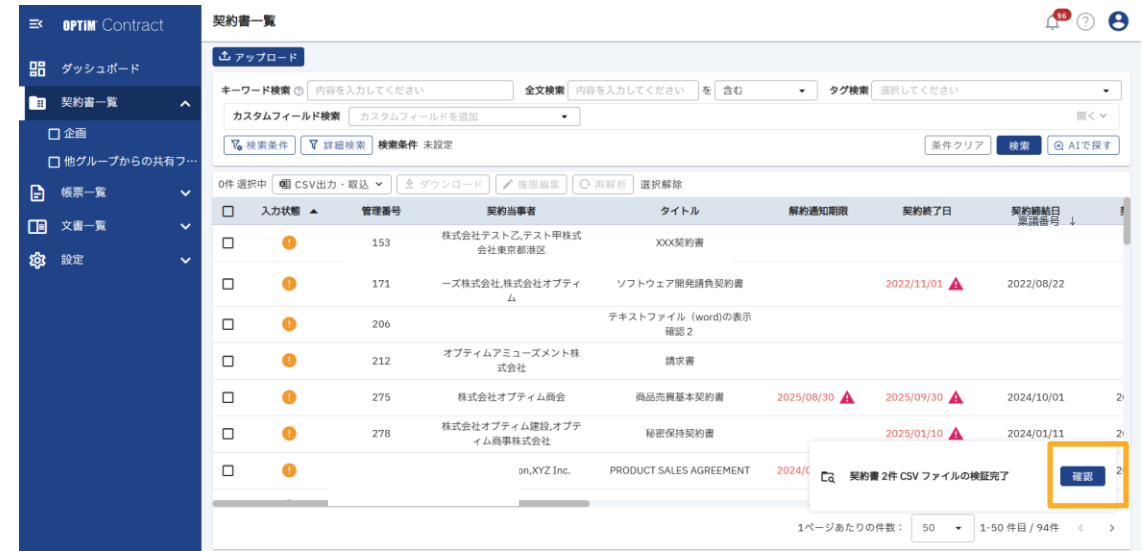 OPTiM Contract
契約書一覧
96
ダッシュボード
契約書一覧
企画
他グループからの共有フ…
帳票一覧
文書一覧
設定
アップロード
キーワード検索 内容を入力してください 全文検索 内容を入力してください を 含む タグ検索 選択してください
カスタムフィールド検索 カスタムフィールドを追加 開く
検索条件 詳細検索 検索条件 未設定 条件クリア 検索 AIで探す
0件 選択中 CSV出力・取込 ダウンロード 権限編集 再解析 選択解除
入力状態 管理番号 契約当事者 タイトル 解約通知期限 契約終了日 契約締結日
稟議番号 ↓
153 株式会社テスト乙,テスト甲株式会社東京都港区 XXX契約書
171 ーズ株式会社,株式会社オプティム ソフトウェア開発請負契約書 2022/11/01 2022/08/22
206 テキストファイル（word)の表示確認２
212 オプティムアミューズメント株式会社 請求書
275 株式会社オプティム商会 商品売買基本契約書 2025/08/30 2025/09/30 2024/10/01
278 株式会社オプティム建設,オプティム商事株式会社 秘密保持契約書 2025/01/10 2024/01/11
on,XYZ Inc. PRODUCT SALES AGREEMENT 2024/
契約書 2件 CSV ファイルの検証完了 確認
1ページあたりの件数： 50 1-50 件目 / 94件